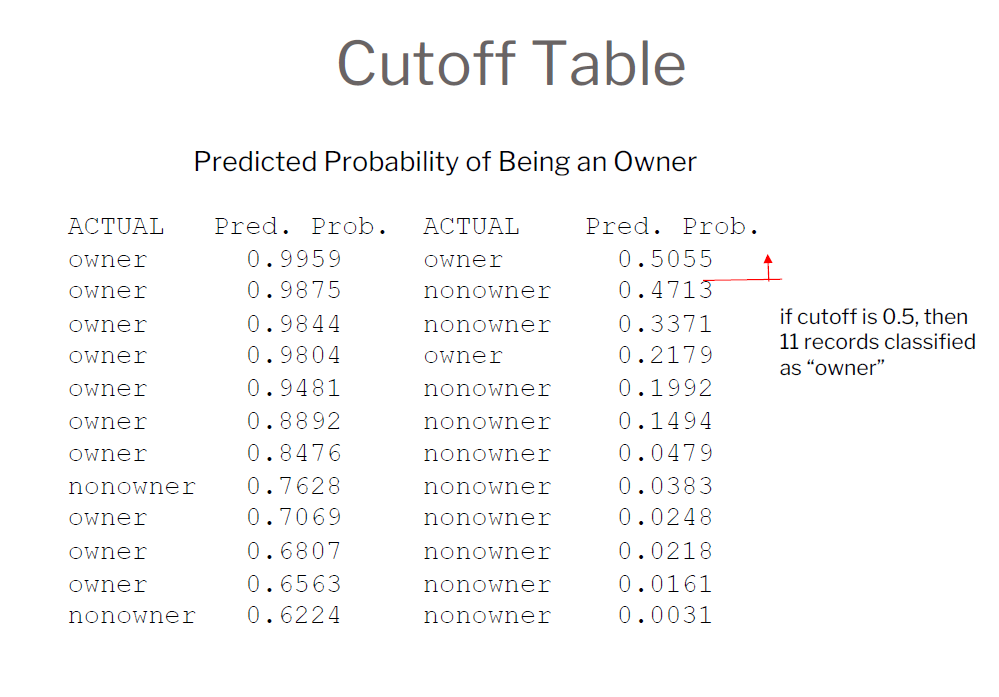 Cutoff Table
Predicted Probability of Being an Owner
ACTUAL Pred. Prob. ACTUAL Pred. Prob.
owner 0.9959 owner 0.5055
owner 0.9875 nonowner 0.4713
owner 0.9844 nonowner 0.3371
owner 0.9804 owner 0.2179
owner 0.9481 nonowner 0.1992
owner 0.8892 nonowner 0.1494
owner 0.8476 nonowner 0.0479
nonowner 0.7628 nonowner 0.0383
owner 0.7069 nonowner 0.0248
owner 0.6807 nonowner 0.0218
owner 0.6563 nonowner 0.0161
nonowner 0.6224 nonowner 0.0031
if cutoff is 0.5, then
11 records classified
as “owner”